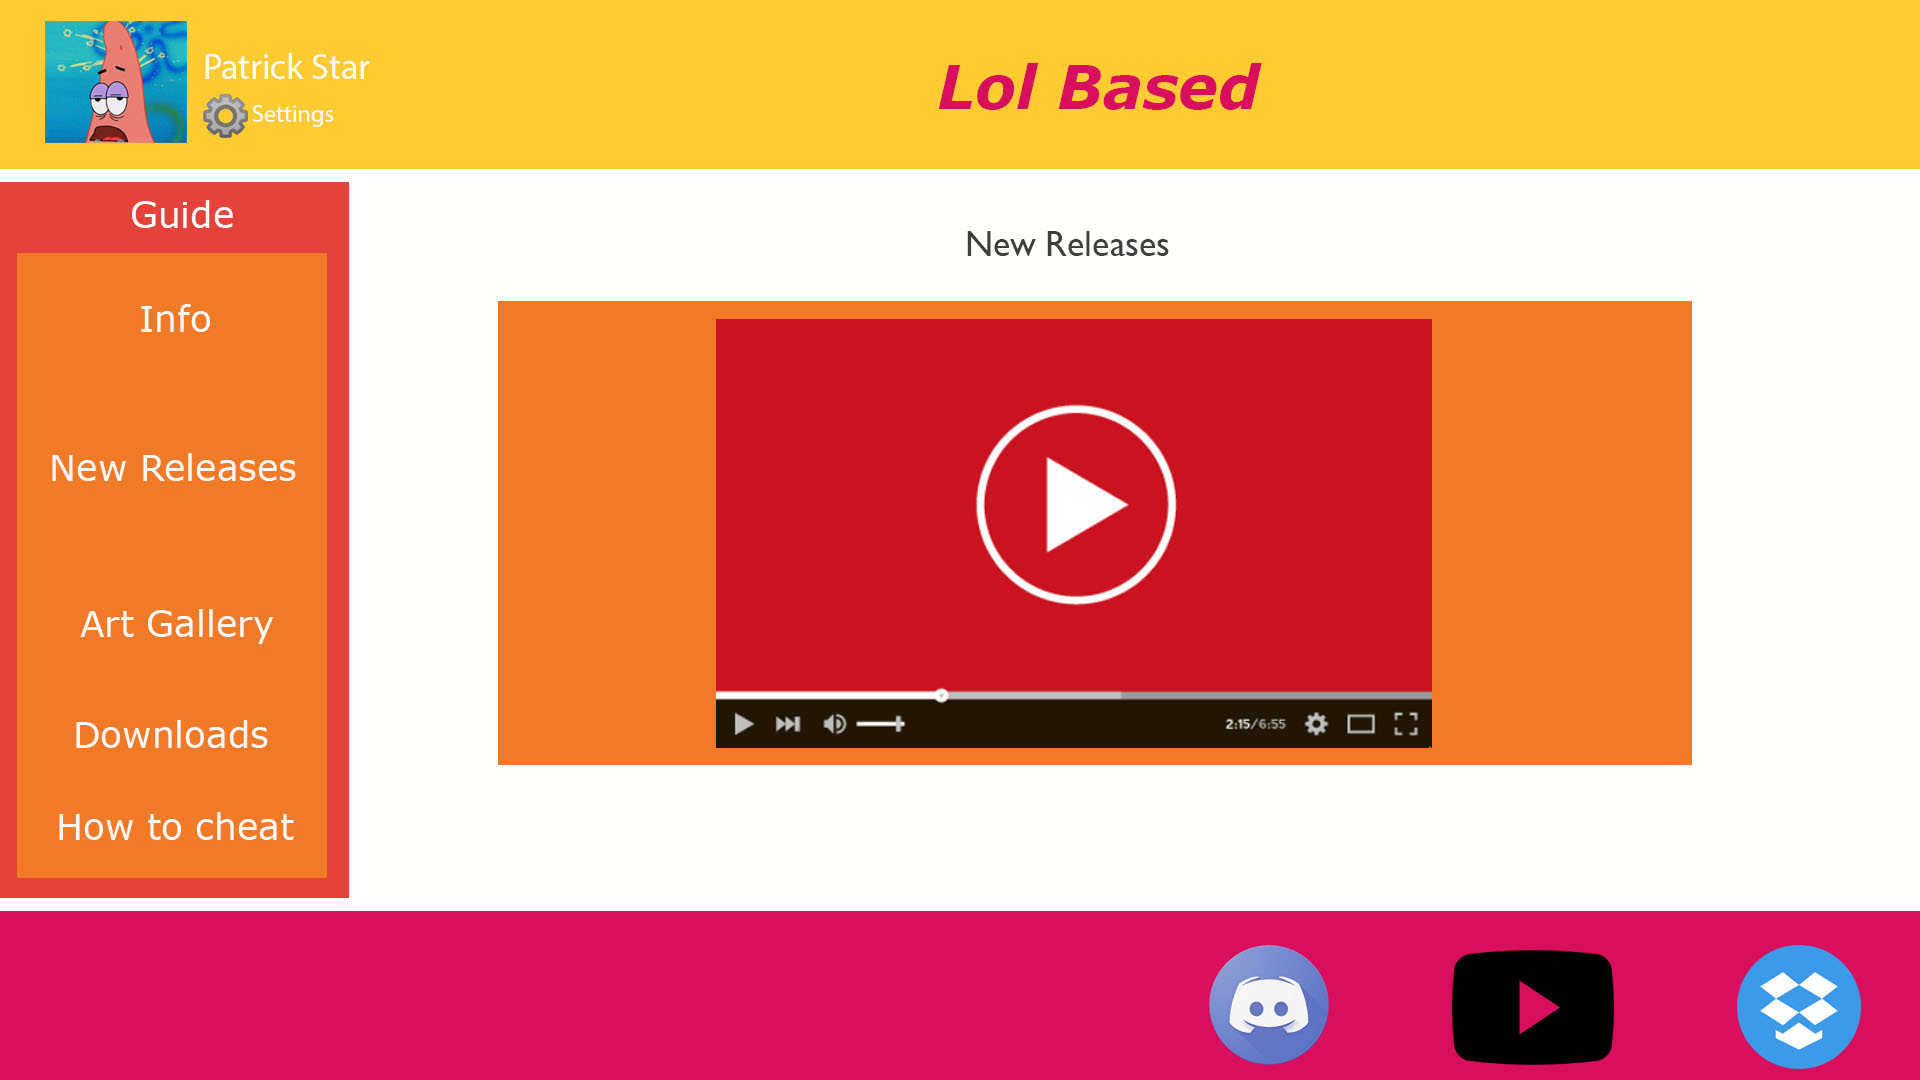 Patrick Star
Settings
Lol Based
Guide
Info
New Releases
Art Gallery
Downloads
How to cheat
New Releases
2:15/6:55